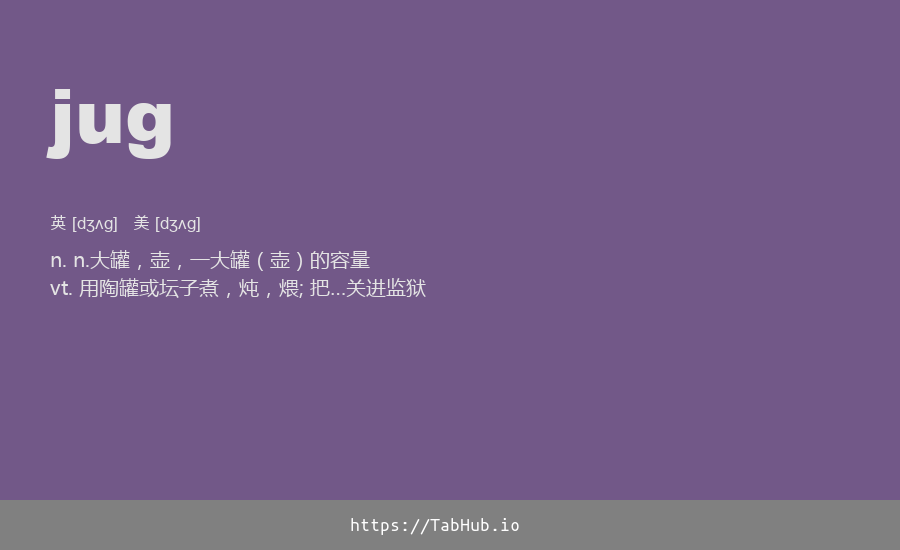 jug
英 [dʒʌg] 美 [dʒʌg]
n. n.大罐，壶，一大罐（壶）的容量
vt. 用陶罐或坛子煮，炖，煨; 把…关进监狱
https://TabHub.io